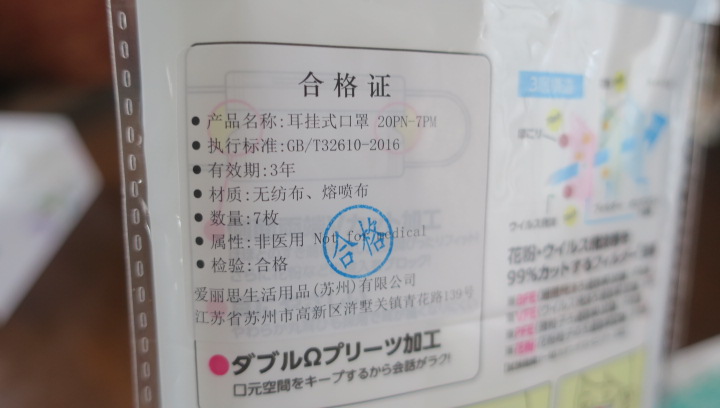 合格证
● 产品名称:耳挂式口罩 20PN-7PM
● 执行标准:GB/T32610-2016
● 有效期:3年
● 材质:无纺布、熔喷布
● 数量:7枚
● 属性:非医用 Not for medical
合格
● 检验:合格
爱丽思生活用品(苏州)有限公司
江苏省苏州市高新区浒墅关镇青花路139号
●ダブルΩプリーツ加工
口元空間をキープするから会話がラク!
ウイルス飛沫
花粉・ウイルス飛沫
99%カットするフィルター